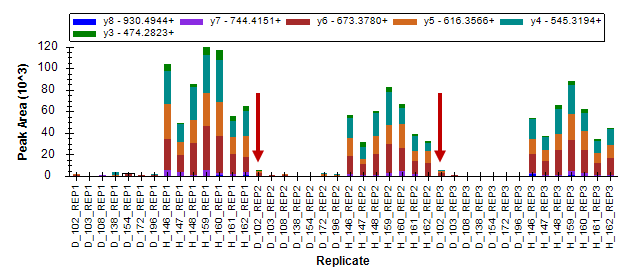 y8 - 930.4944+ y7 - 744.4151+ y6 - 673.3780+ y5 - 616.3566+ y4 - 545.3194+
y3 - 474.2823+
Peak Area (10^3)
120
100
80
60
40
20
0
D_102_REP1
D_103_REP1
D_108_REP1
D_138_REP1
D_154_REP1
D_172_REP1
D_196_REP1
H_146_REP1
H_147_REP1
H_148_REP1
H_159_REP1
H_160_REP1
H_161_REP1
H_162_REP1
D_102_REP2
D_103_REP2
D_108_REP2
D_138_REP2
D_154_REP2
D_172_REP2
D_196_REP2
H_146_REP2
H_147_REP2
H_148_REP2
H_159_REP2
H_160_REP2
H_161_REP2
H_162_REP2
D_102_REP3
D_103_REP3
D_108_REP3
D_138_REP3
D_154_REP3
D_172_REP3
D_196_REP3
H_146_REP3
H_147_REP3
H_148_REP3
H_159_REP3
H_160_REP3
H_161_REP3
H_162_REP3
Replicate